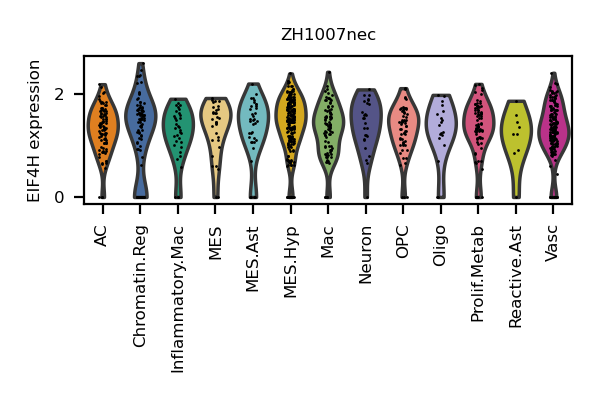 ZH1007nec
EIF4H expression
2
0
AC
Chromatin.Reg
Inflammatory.Mac
MES
MES.Ast
MES.Hyp
Mac
Neuron
OPC
Oligo
Prolif.Metab
Reactive.Ast
Vasc